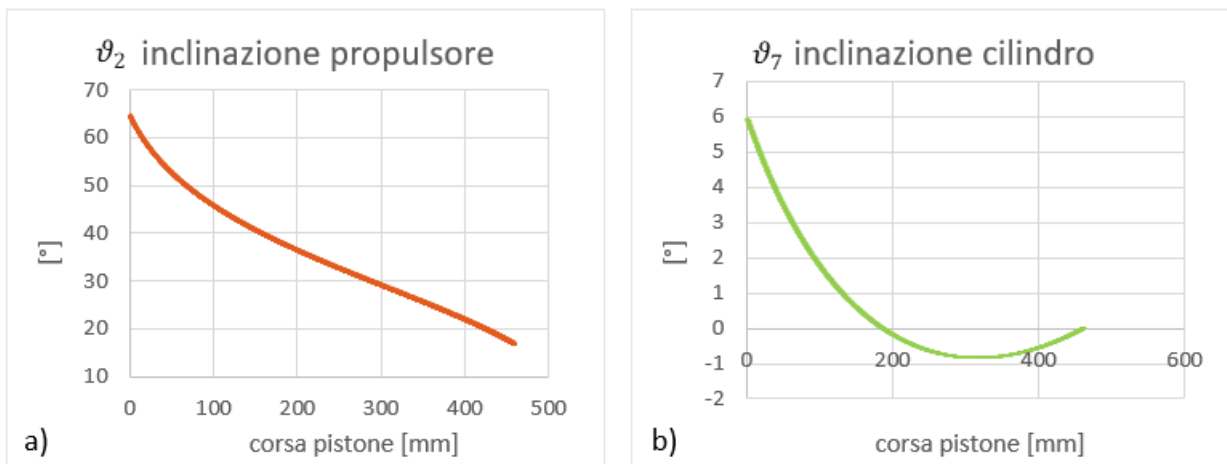 ϑ2 inclinazione propulsore
70
60
50
40
30
20
10
[°]
0 100 200 300 400 500
a)
corsa pistone [mm]
ϑ7 inclinazione cilindro
7
6
5
4
3
2
1
0
-1
-2
[°]
0 200 400 600
b)
corsa pistone [mm]